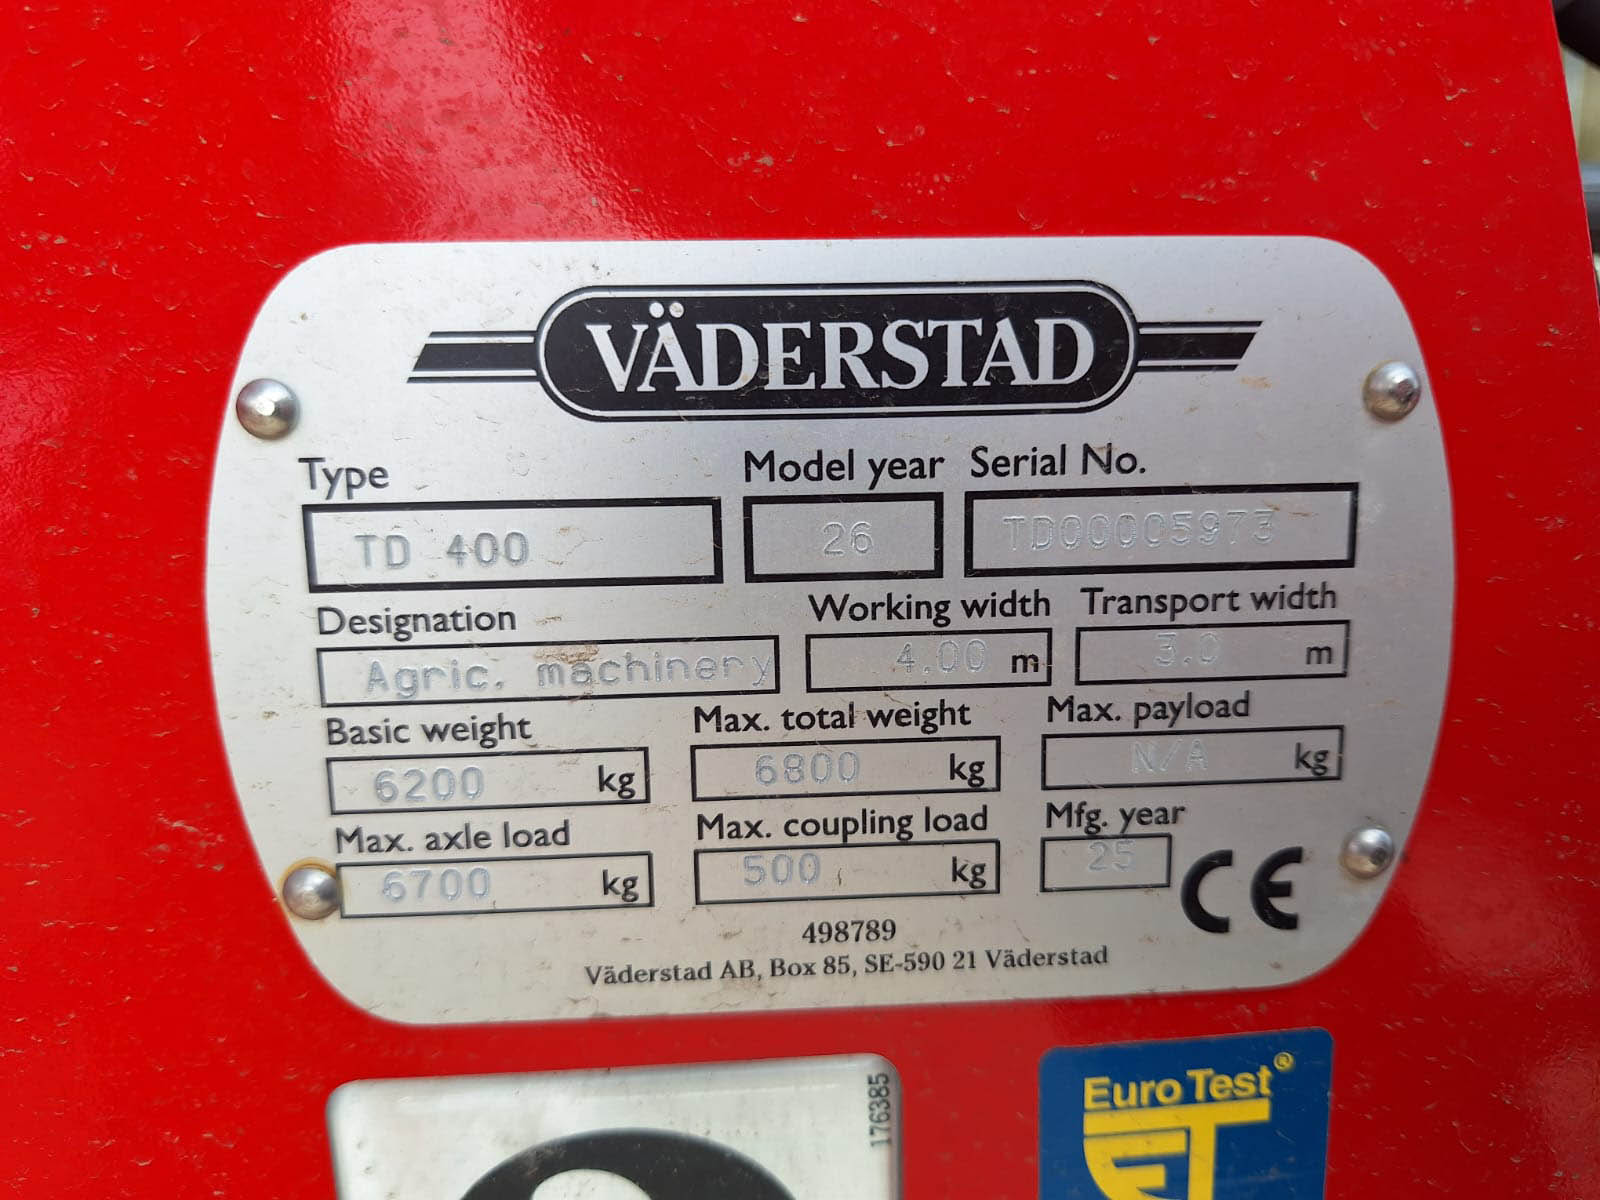 VÄDERSTAD
Type Model year Serial No.
TD 400 26 TD00005973
Designation Working width Transport width
Agric. machinery 4.00 m 3.0 m
Basic weight Max. total weight Max. payload
6200 kg 6800 kg N/A kg
Max. axle load Max. coupling load Mfg. year
6700 kg 500 kg 25 CE
498789
Väderstad AB, Box 85, SE-590 21 Väderstad
176385
Euro Test®
ET